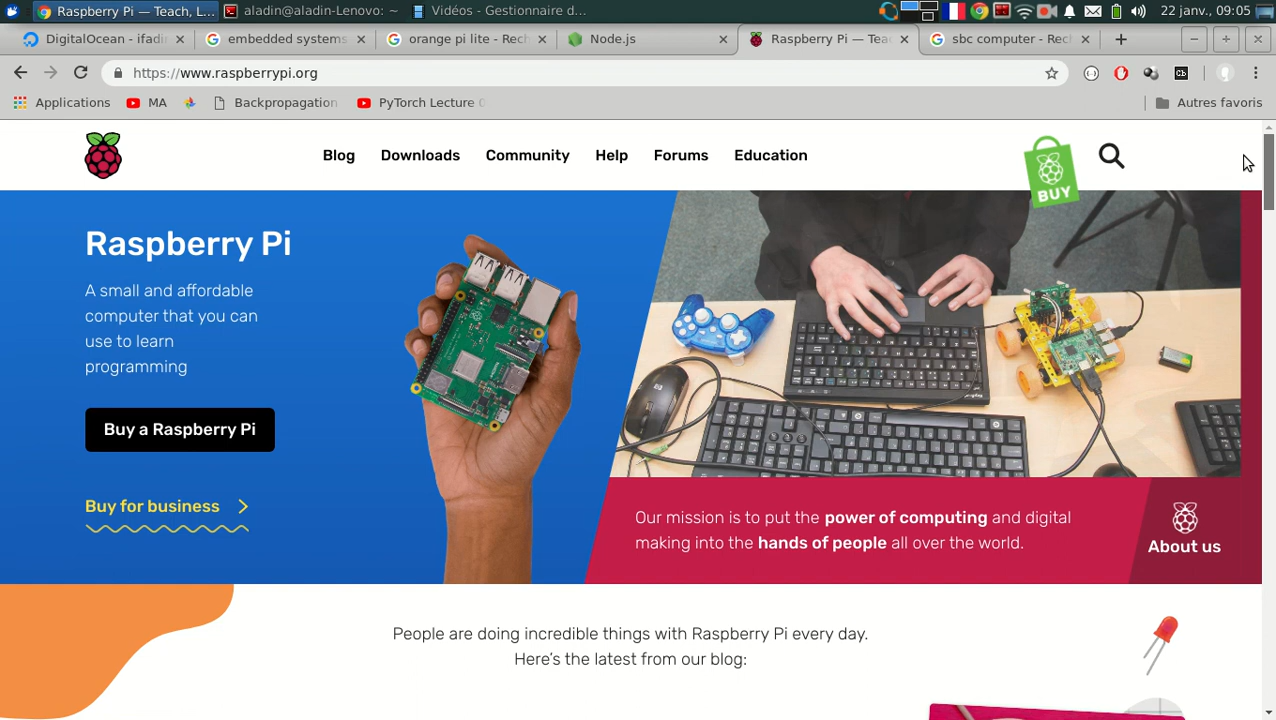 Raspberry Pi — Teach, L...
aladin@aladin-Lenovo: ~
Vidéos - Gestionnaire d...
22 janv., 09:05
DigitalOcean - ifadin
embedded systems
orange pi lite - Rech
Node.js
Raspberry Pi — Teac
sbc computer - Rec
https://www.raspberrypi.org
Applications
MA
Backpropagation
PyTorch Lecture
Autres favoris
Blog
Downloads
Community
Help
Forums
Education
BUY
Raspberry Pi
A small and affordable
computer that you can
use to learn
programming
Buy a Raspberry Pi
Buy for business
Our mission is to put the power of computing and digital
making into the hands of people all over the world.
About us
People are doing incredible things with Raspberry Pi every day.
Here's the latest from our blog: